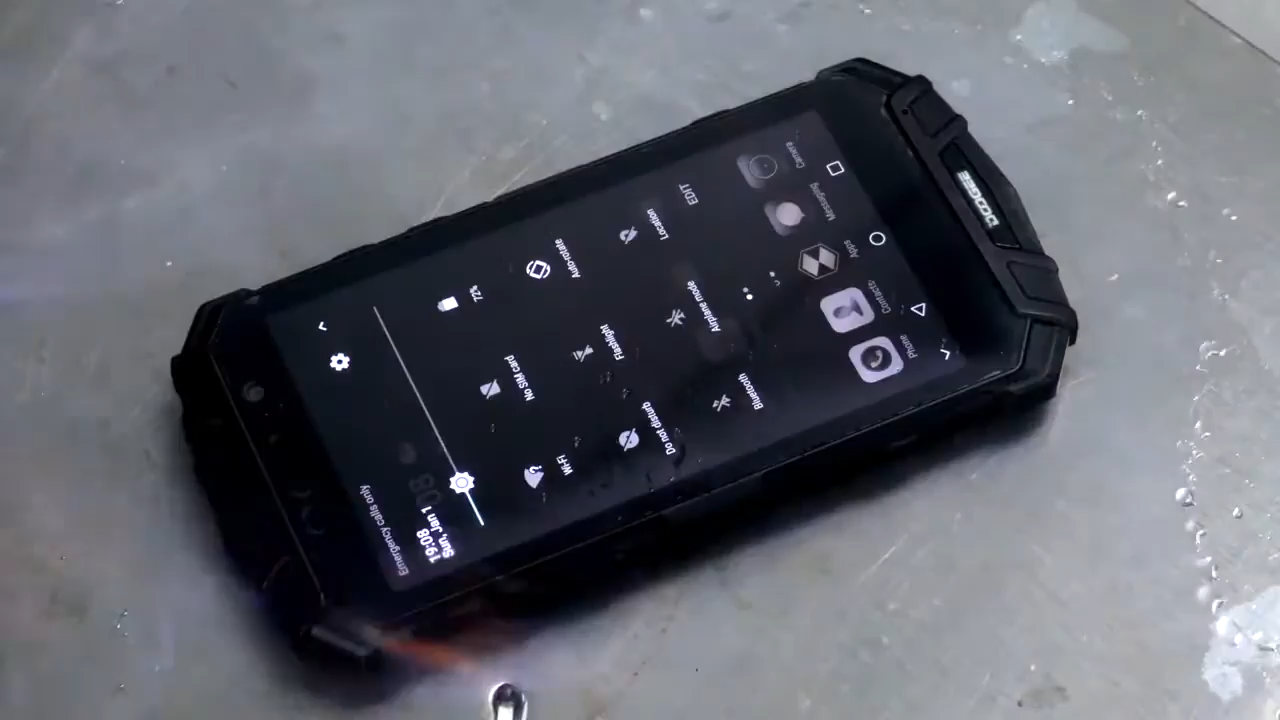 Emergency calls only
19:08
Sun, Jan 1
Wi-Fi
No SIM card
72%
Do not disturb
Flashlight
Auto-rotate
Bluetooth
Airplane mode
Location
EDIT
Phone
Contacts
Apps
Messaging
Camera
DOOGEE